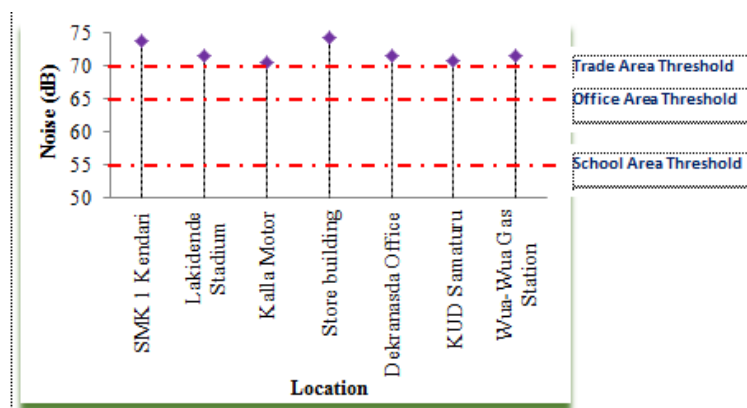 Noise (dB)
75
70
65
60
55
50
Trade Area Threshold
Office Area Threshold
School Area Threshold
SMK 1 Kendari
Lakidende
Stadium
Kalla Motor
Store building
Dekranasda Office
KUD Samaturu
Wua-Wua Gas
Station
Location